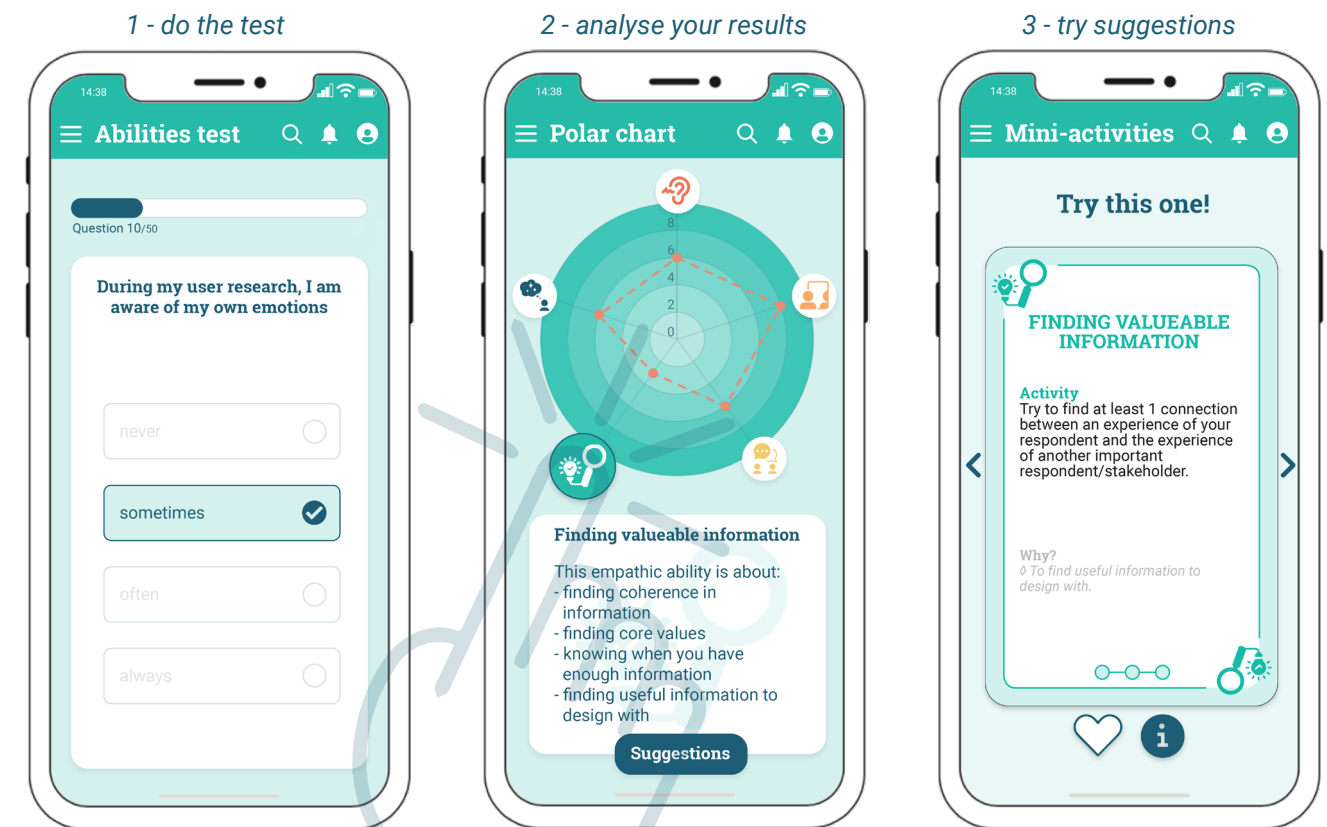 1 - do the test
14:38
Abilities test
Question 10/50
During my user research, I am
aware of my own emotions
never
sometimes
often
always
2 - analyse your results
14:38
Polar chart
8
6
4
2
0
Finding valueable information
This empathic ability is about:
- finding coherence in
information
- finding core values
- knowing when you have
enough information
- finding useful information to
design with
Suggestions
3 - try suggestions
14:38
Mini-activities
Try this one!
FINDING VALUEABLE
INFORMATION
Activity
Try to find at least 1 connection
between an experience of your
respondent and the experience
of another important
respondent/stakeholder.
Why?
◊ To find useful information to
design with.